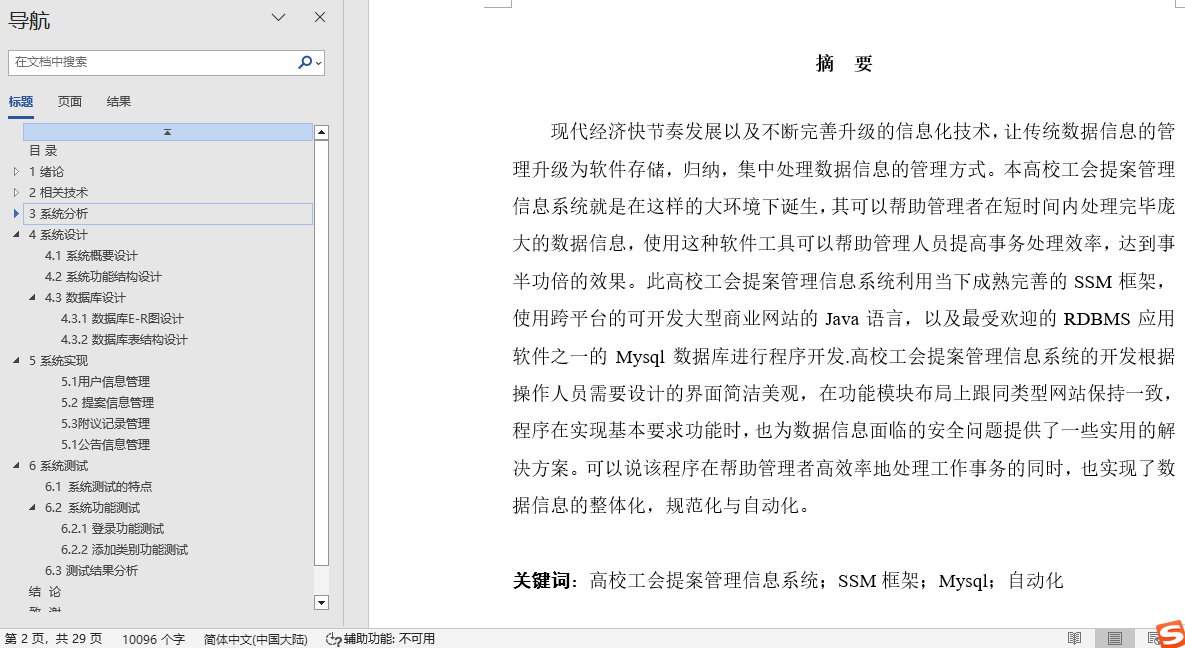 导航
在文档中搜索
标题 页面 结果
目 录
1 绪论
2 相关技术
3 系统分析
4 系统设计
4.1 系统概要设计
4.2 系统功能结构设计
4.3 数据库设计
4.3.1 数据库E-R图设计
4.3.2 数据库表结构设计
5 系统实现
5.1用户信息管理
5.2 提案信息管理
5.3附议记录管理
5.1公告信息管理
6 系统测试
6.1 系统测试的特点
6.2 系统功能测试
6.2.1 登录功能测试
6.2.2 添加类别功能测试
6.3 测试结果分析
结 论
致 谢
摘 要
现代经济快节奏发展以及不断完善升级的信息化技术，让传统数据信息的管
理升级为软件存储，归纳，集中处理数据信息的管理方式。本高校工会提案管理
信息系统就是在这样的大环境下诞生，其可以帮助管理者在短时间内处理完毕庞
大的数据信息，使用这种软件工具可以帮助管理人员提高事务处理效率，达到事
半功倍的效果。此高校工会提案管理信息系统利用当下成熟完善的 SSM 框架，
使用跨平台的可开发大型商业网站的 Java 语言，以及最受欢迎的 RDBMS 应用
软件之一的 Mysql 数据库进行程序开发.高校工会提案管理信息系统的开发根据
操作人员需要设计的界面简洁美观，在功能模块布局上跟同类型网站保持一致，
程序在实现基本要求功能时，也为数据信息面临的安全问题提供了一些实用的解
决方案。可以说该程序在帮助管理者高效率地处理工作事务的同时，也实现了数
据信息的整体化，规范化与自动化。
关键词：高校工会提案管理信息系统；SSM 框架；Mysql；自动化
第 2 页，共 29 页 10096 个字 简体中文(中国大陆) 辅助功能: 不可用